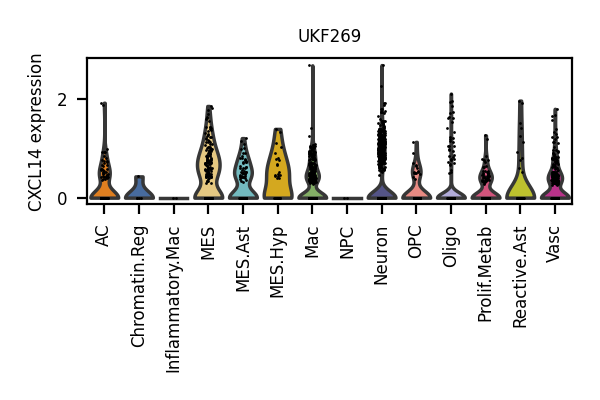 UKF269
CXCL14 expression
2
0
AC
Chromatin.Reg
Inflammatory.Mac
MES
MES.Ast
MES.Hyp
Mac
NPC
Neuron
OPC
Oligo
Prolif.Metab
Reactive.Ast
Vasc